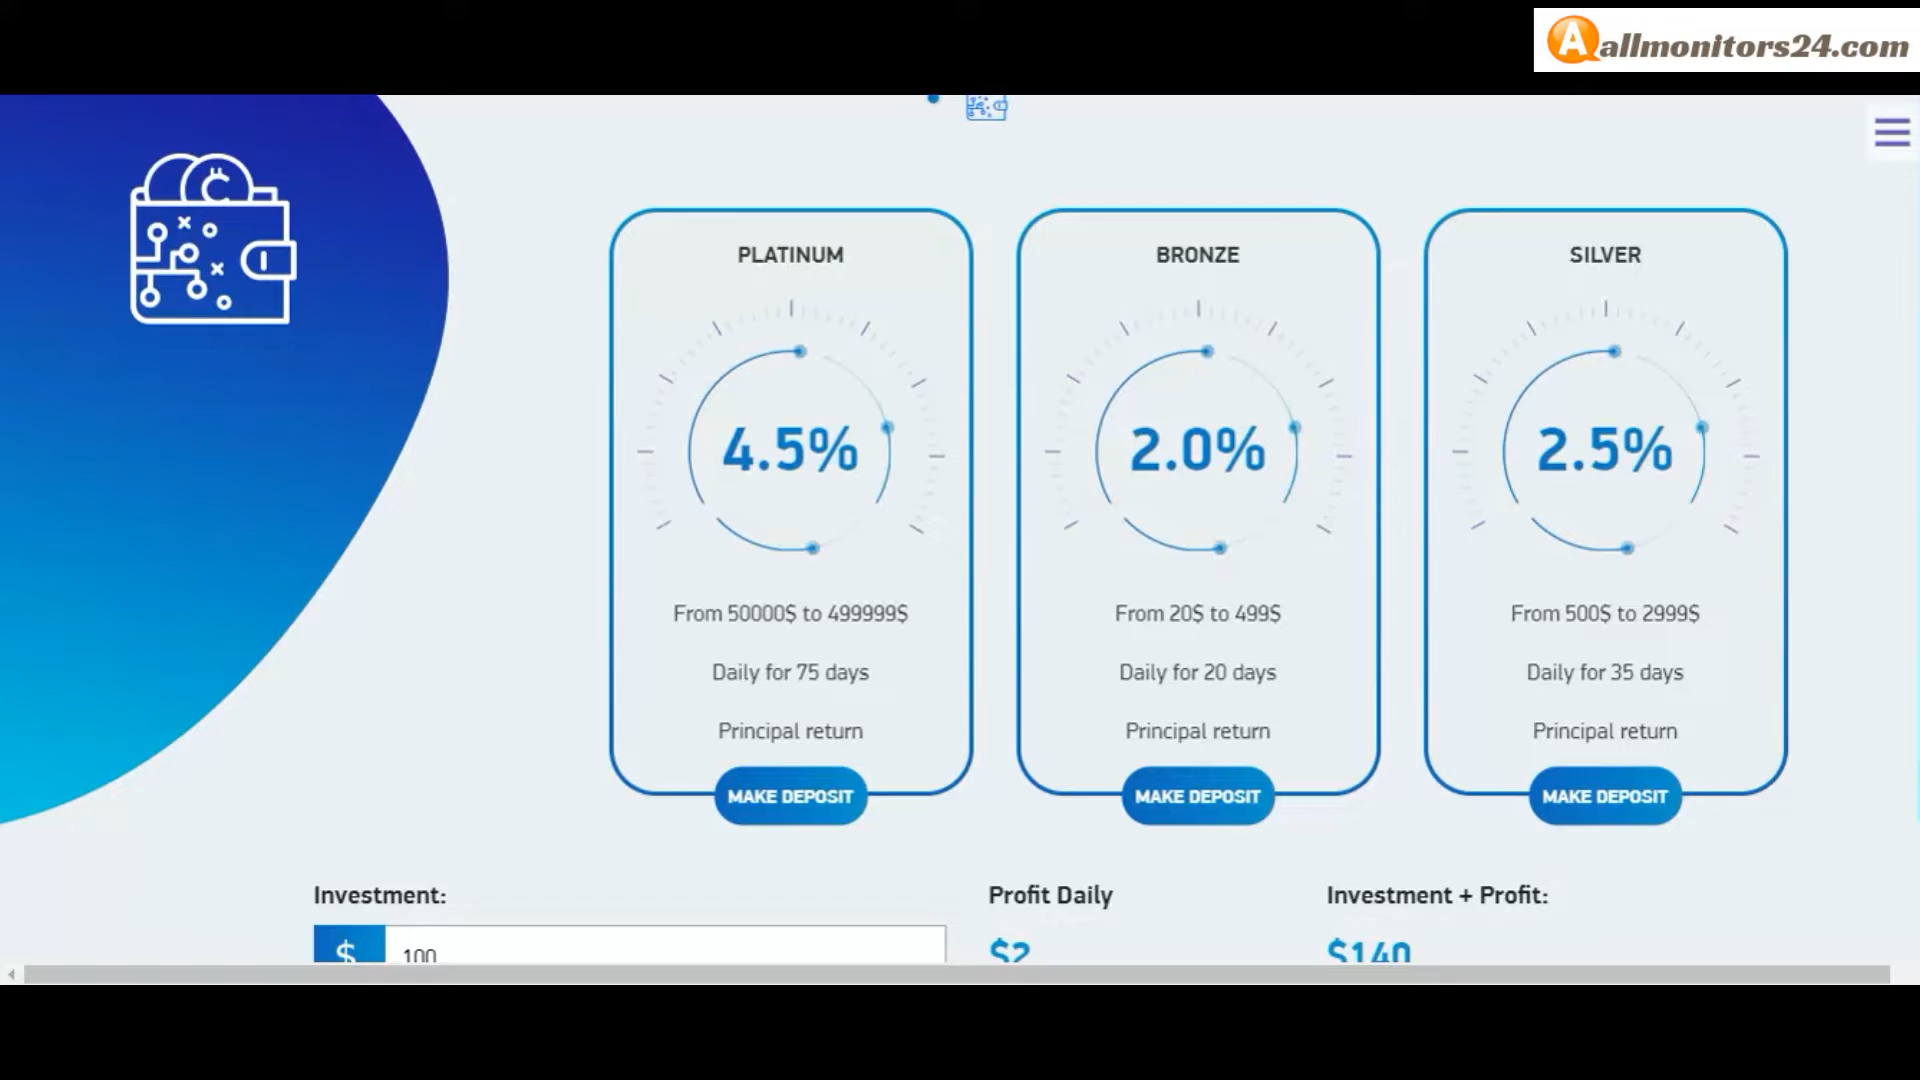 allmonitors24.com
PLATINUM
4.5%
From 50000$ to 499999$
Daily for 75 days
Principal return
MAKE DEPOSIT
BRONZE
2.0%
From 20$ to 499$
Daily for 20 days
Principal return
MAKE DEPOSIT
SILVER
2.5%
From 500$ to 2999$
Daily for 35 days
Principal return
MAKE DEPOSIT
Investment:
$ 100
Profit Daily
$2
Investment + Profit:
$140